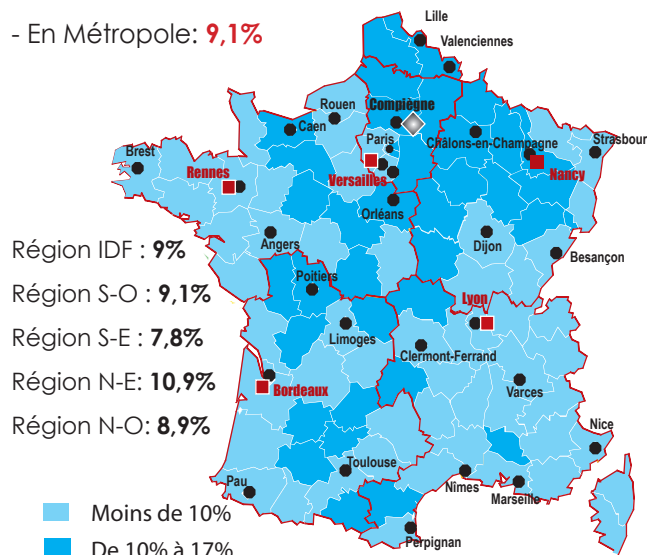 - En Métropole: 9,1%
Lille
Valenciennes
Rouen
Compiègne
Caen
Paris
Châlons-en-Champagne
Strasbour
Brest
Rennes
Versailles
Nancy
Orléans
Angers
Dijon
Besançon
Région IDF : 9%
Poitiers
Région S-O : 9,1%
Lyon
Limoges
Région S-E : 7,8%
Clermont-Ferrand
Région N-E: 10,9%
Bordeaux
Varces
Région N-O: 8,9%
Nice
Toulouse
Pau
Nîmes
Marseille
Moins de 10%
Perpignan
De 10% à 17%